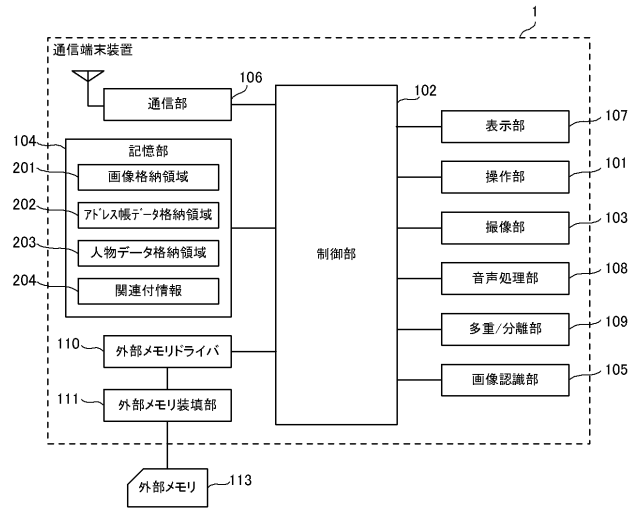 1
通信端末装置
106
通信部
102
107
表示部
104
記憶部
201
画像格納領域
101
操作部
202
アドレス帳データ格納領域
103
撮像部
203
人物データ格納領域
制御部
108
音声処理部
204
関連付情報
109
多重/分離部
110
外部メモリドライバ
105
画像認識部
111
外部メモリ装填部
外部メモリ
113